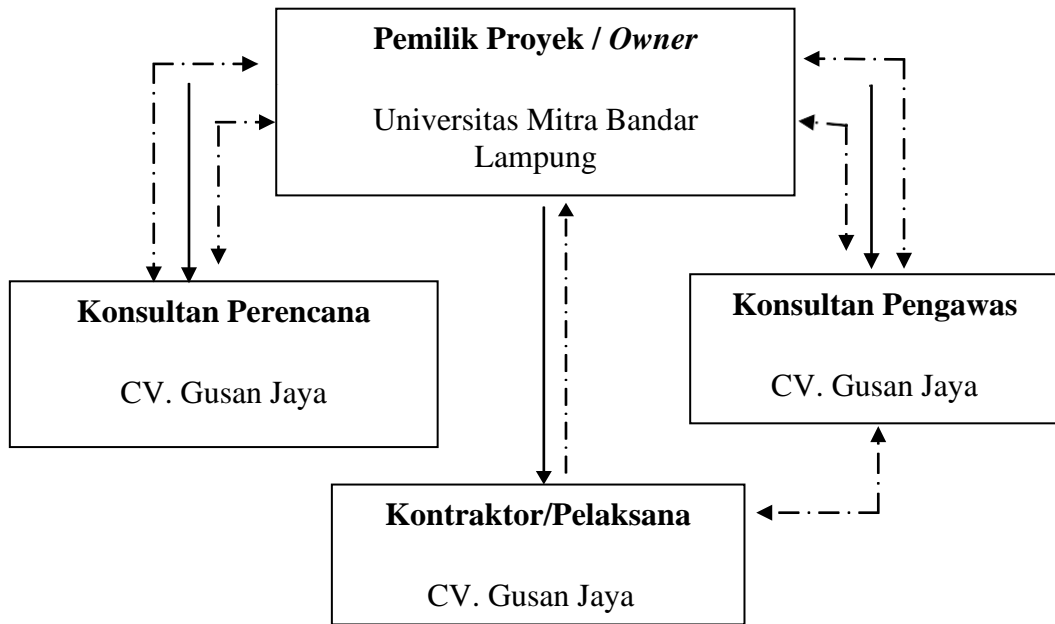 Pemilik Proyek / Owner
Universitas Mitra Bandar
Lampung
Konsultan Perencana
CV. Gusan Jaya
Konsultan Pengawas
CV. Gusan Jaya
Kontraktor/Pelaksana
CV. Gusan Jaya